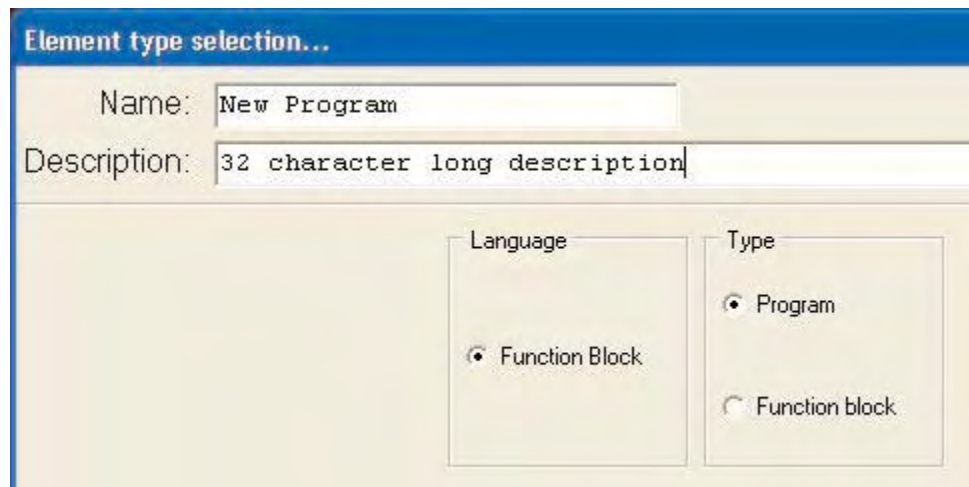 Element type selection...
Name: New Program
Description: 32 character long description
Language
Function Block
Type
Program
Function block